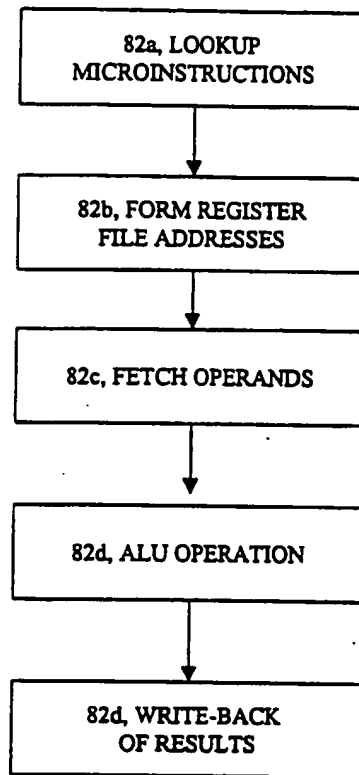 82a, LOOKUP
MICROINSTRUCTIONS
82b, FORM REGISTER
FILE ADDRESSES
82c, FETCH OPERANDS
82d, ALU OPERATION
82d, WRITE-BACK
OF RESULTS